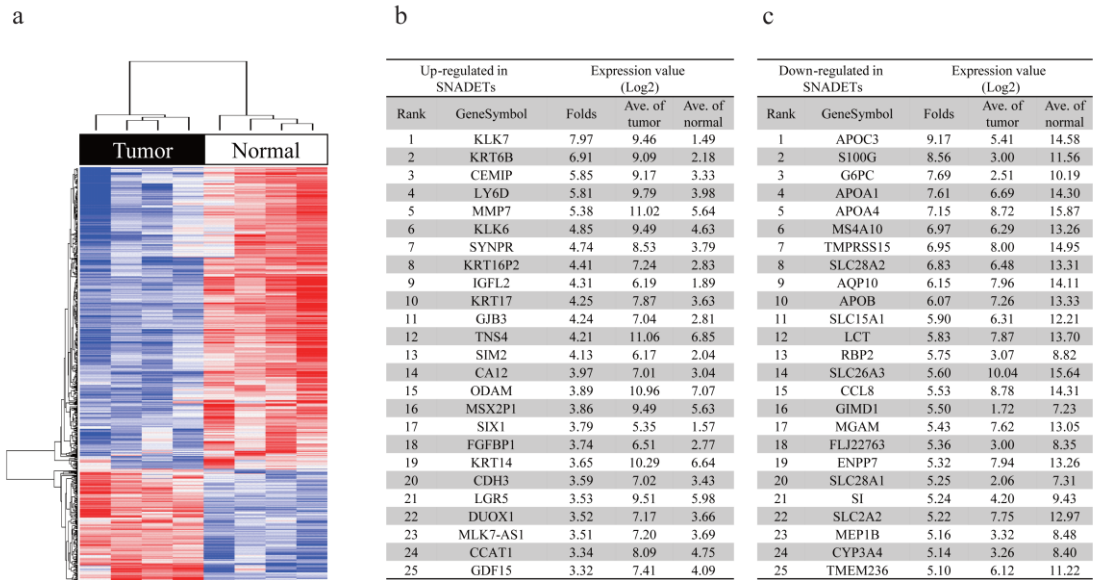 a
b
c
Tumor Normal
Up-regulated in SNADETs Expression value (Log2)
Rank GeneSymbol Folds Ave. of tumor Ave. of normal
1 KLK7 7.97 9.46 1.49
2 KRT6B 6.91 9.09 2.18
3 CEMIP 5.85 9.17 3.33
4 LY6D 5.81 9.79 3.98
5 MMP7 5.38 11.02 5.64
6 KLK6 4.85 9.49 4.63
7 SYNPR 4.74 8.53 3.79
8 KRT16P2 4.41 7.24 2.83
9 IGFL2 4.31 6.19 1.89
10 KRT17 4.25 7.87 3.63
11 GJB3 4.24 7.04 2.81
12 TNS4 4.21 11.06 6.85
13 SIM2 4.13 6.17 2.04
14 CA12 3.97 7.01 3.04
15 ODAM 3.89 10.96 7.07
16 MSX2P1 3.86 9.49 5.63
17 SIX1 3.79 5.35 1.57
18 FGFBP1 3.74 6.51 2.77
19 KRT14 3.65 10.29 6.64
20 CDH3 3.59 7.02 3.43
21 LGR5 3.53 9.51 5.98
22 DUOX1 3.52 7.17 3.66
23 MLK7-AS1 3.51 7.20 3.69
24 CCAT1 3.34 8.09 4.75
25 GDF15 3.32 7.41 4.09
Down-regulated in SNADETs Expression value (Log2)
Rank GeneSymbol Folds Ave. of tumor Ave. of normal
1 APOC3 9.17 5.41 14.58
2 S100G 8.56 3.00 11.56
3 G6PC 7.69 2.51 10.19
4 APOA1 7.61 6.69 14.30
5 APOA4 7.15 8.72 15.87
6 MS4A10 6.97 6.29 13.26
7 TMPRSS15 6.95 8.00 14.95
8 SLC28A2 6.83 6.48 13.31
9 AQP10 6.15 7.96 14.11
10 APOB 6.07 7.26 13.33
11 SLC15A1 5.90 6.31 12.21
12 LCT 5.83 7.87 13.70
13 RBP2 5.75 3.07 8.82
14 SLC26A3 5.60 10.04 15.64
15 CCL8 5.53 8.78 14.31
16 GIMD1 5.50 1.72 7.23
17 MGAM 5.43 7.62 13.05
18 FLJ22763 5.36 3.00 8.35
19 ENPP7 5.32 7.94 13.26
20 SLC28A1 5.25 2.06 7.31
21 SI 5.24 4.20 9.43
22 SLC2A2 5.22 7.75 12.97
23 MEP1B 5.16 3.32 8.48
24 CYP3A4 5.14 3.26 8.40
25 TMEM236 5.10 6.12 11.22